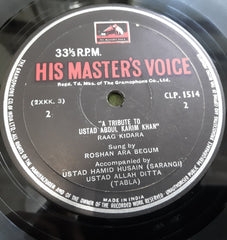 33⅓ R.P.M.
HIS MASTER'S VOICE
Regd. Td. Mks. of The Gramophone Co., Ltd.
(2XKK. 3)
CLP. 1514
2
2
"A TRIBUTE TO
USTAD ABDUL KARIM KHAN"
RAAG KIDARA
Sung by
ROSHAN ARA BEGUM
Accompanied by
USTAD HAMID HUSAIN (SARANGI)
USTAD ALLAH DITTA
(TABLA)
MADE IN INDIA